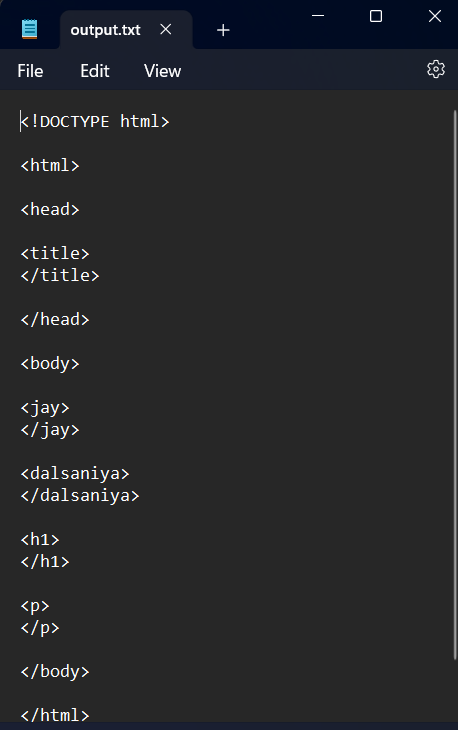 output.txt
File Edit View
<!DOCTYPE html>
<html>
<head>
<title>
</title>
</head>
<body>
<jay>
</jay>
<dalsaniya>
</dalsaniya>
<h1>
</h1>
<p>
</p>
</body>
</html>